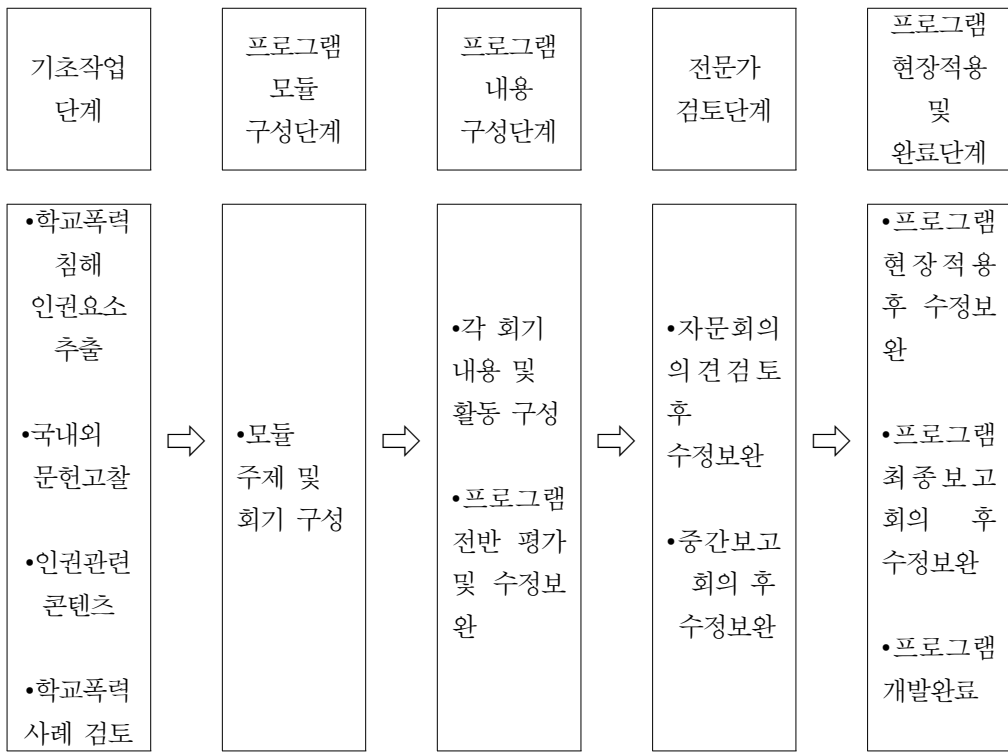 기초작업
단계
프로그램
모듈
구성단계
프로그램
내용
구성단계
전문가
검토단계
프로그램
현장적용
및
완료단계
•학교폭력
침해
인권요소
추출
•국내외
문헌고찰
•인권관련
콘텐츠
•학교폭력
사례 검토
•모듈
주제 및
회기 구성
•각 회기
내용 및
활동 구성
•프로그램
전반 평가
및 수정보
완
•자문회의
의견검토
후
수정보완
•중간보고
회의 후
수정보완
•프로그램
현장적용
후 수정보
완
•프로그램
최종보고
회의 후
수정보완
•프로그램
개발완료